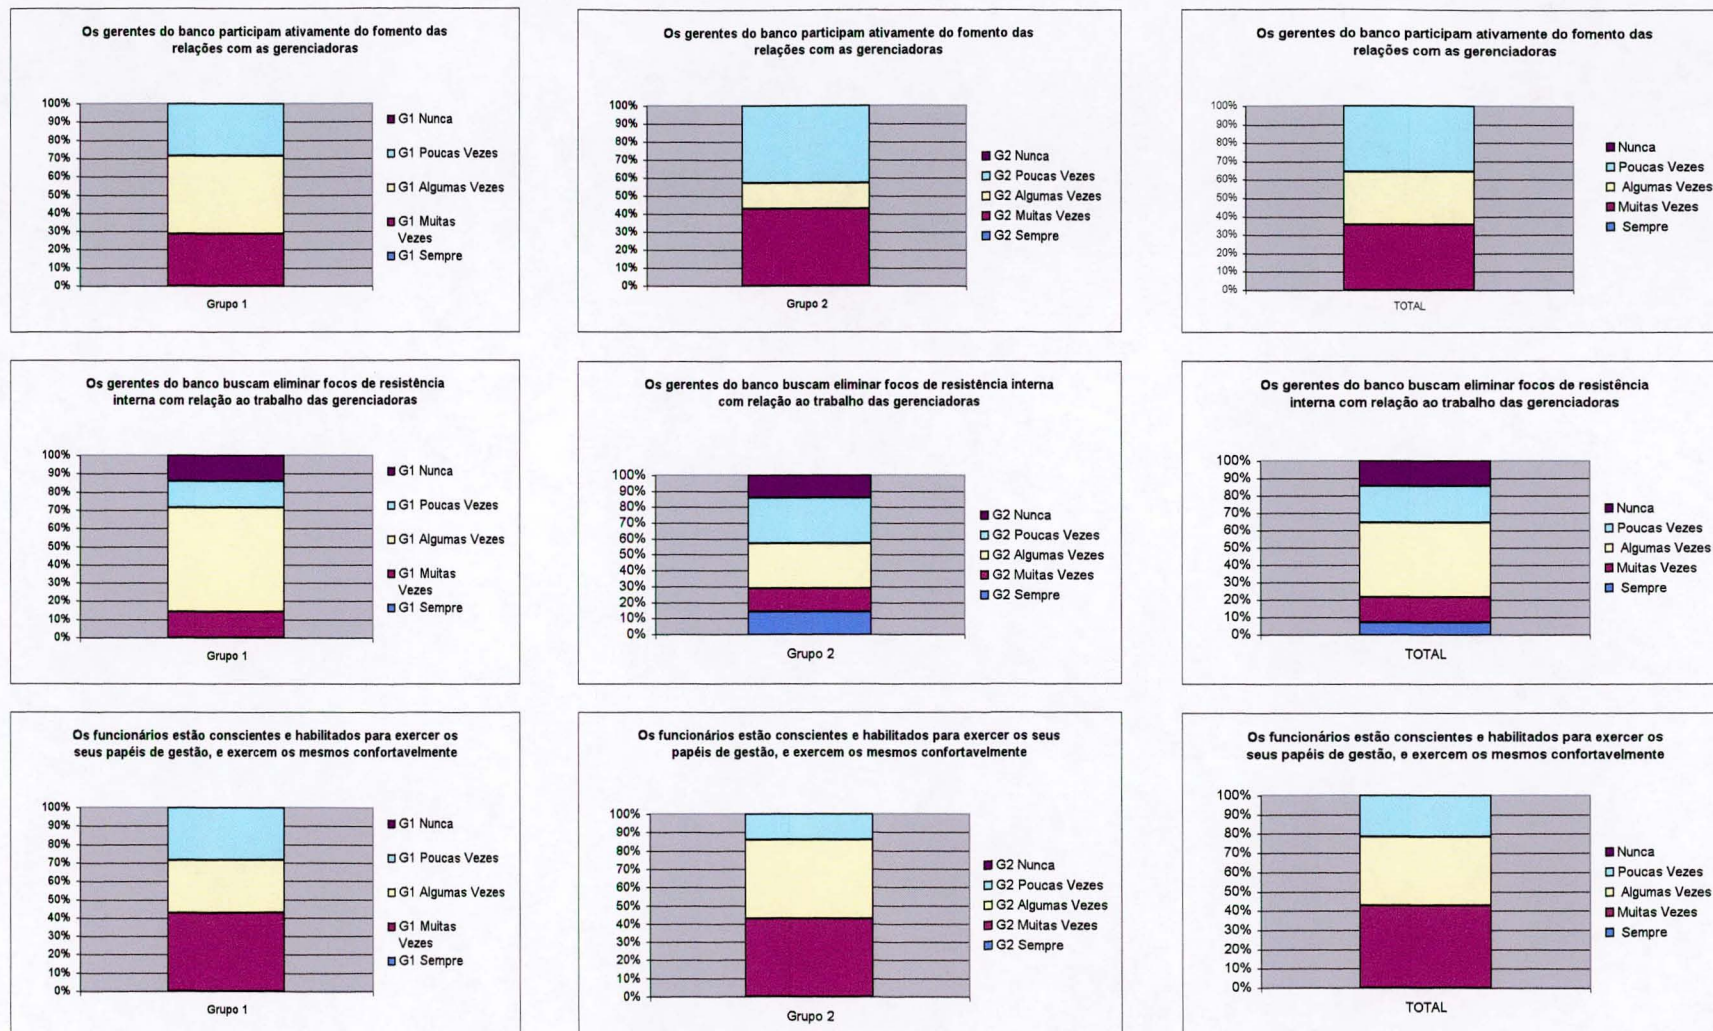 Os gerentes do banco participam ativamente do fomento das
relações com as gerenciadoras
100%
90%
80%
70%
60%
50%
40%
30%
20%
10%
0%
Grupo 1
G1 Nunca
G1 Poucas Vezes
G1 Algumas Vezes
G1 Muitas
Vezes
G1 Sempre
Os gerentes do banco participam ativamente do fomento das
relações com as gerenciadoras
100%
90%
80%
70%
60%
50%
40%
30%
20%
10%
0%
Grupo 2
G2 Nunca
G2 Poucas Vezes
G2 Algumas Vezes
G2 Muitas Vezes
G2 Sempre
Os gerentes do banco participam ativamente do fomento das
relações com as gerenciadoras
100%
90%
80%
70%
60%
50%
40%
30%
20%
10%
0%
TOTAL
Nunca
Poucas Vezes
Algumas Vezes
Muitas Vezes
Sempre
Os gerentes do banco buscam eliminar focos de resistência
interna com relação ao trabalho das gerenciadoras
100%
90%
80%
70%
60%
50%
40%
30%
20%
10%
0%
Grupo 1
G1 Nunca
G1 Poucas Vezes
G1 Algumas Vezes
G1 Muitas
Vezes
G1 Sempre
Os gerentes do banco buscam eliminar focos de resistência interna
com relação ao trabalho das gerenciadoras
100%
90%
80%
70%
60%
50%
40%
30%
20%
10%
0%
Grupo 2
G2 Nunca
G2 Poucas Vezes
G2 Algumas Vezes
G2 Muitas Vezes
G2 Sempre
Os gerentes do banco buscam eliminar focos de resistência
interna com relação ao trabalho das gerenciadoras
100%
90%
80%
70%
60%
50%
40%
30%
20%
10%
0%
TOTAL
Nunca
Poucas Vezes
Algumas Vezes
Muitas Vezes
Sempre
Os funcionários estão conscientes e habilitados para exercer os
seus papéis de gestão, e exercem os mesmos confortavelmente
100%
90%
80%
70%
60%
50%
40%
30%
20%
10%
0%
Grupo 1
G1 Nunca
G1 Poucas Vezes
G1 Algumas Vezes
G1 Muitas
Vezes
G1 Sempre
Os funcionários estão conscientes e habilitados para exercer os seus
papéis de gestão, e exercem os mesmos confortavelmente
100%
90%
80%
70%
60%
50%
40%
30%
20%
10%
0%
Grupo 2
G2 Nunca
G2 Poucas Vezes
G2 Algumas Vezes
G2 Muitas Vezes
G2 Sempre
Os funcionários estão conscientes e habilitados para exercer os
seus papéis de gestão, e exercem os mesmos confortavelmente
100%
90%
80%
70%
60%
50%
40%
30%
20%
10%
0%
TOTAL
Nunca
Poucas Vezes
Algumas Vezes
Muitas Vezes
Sempre